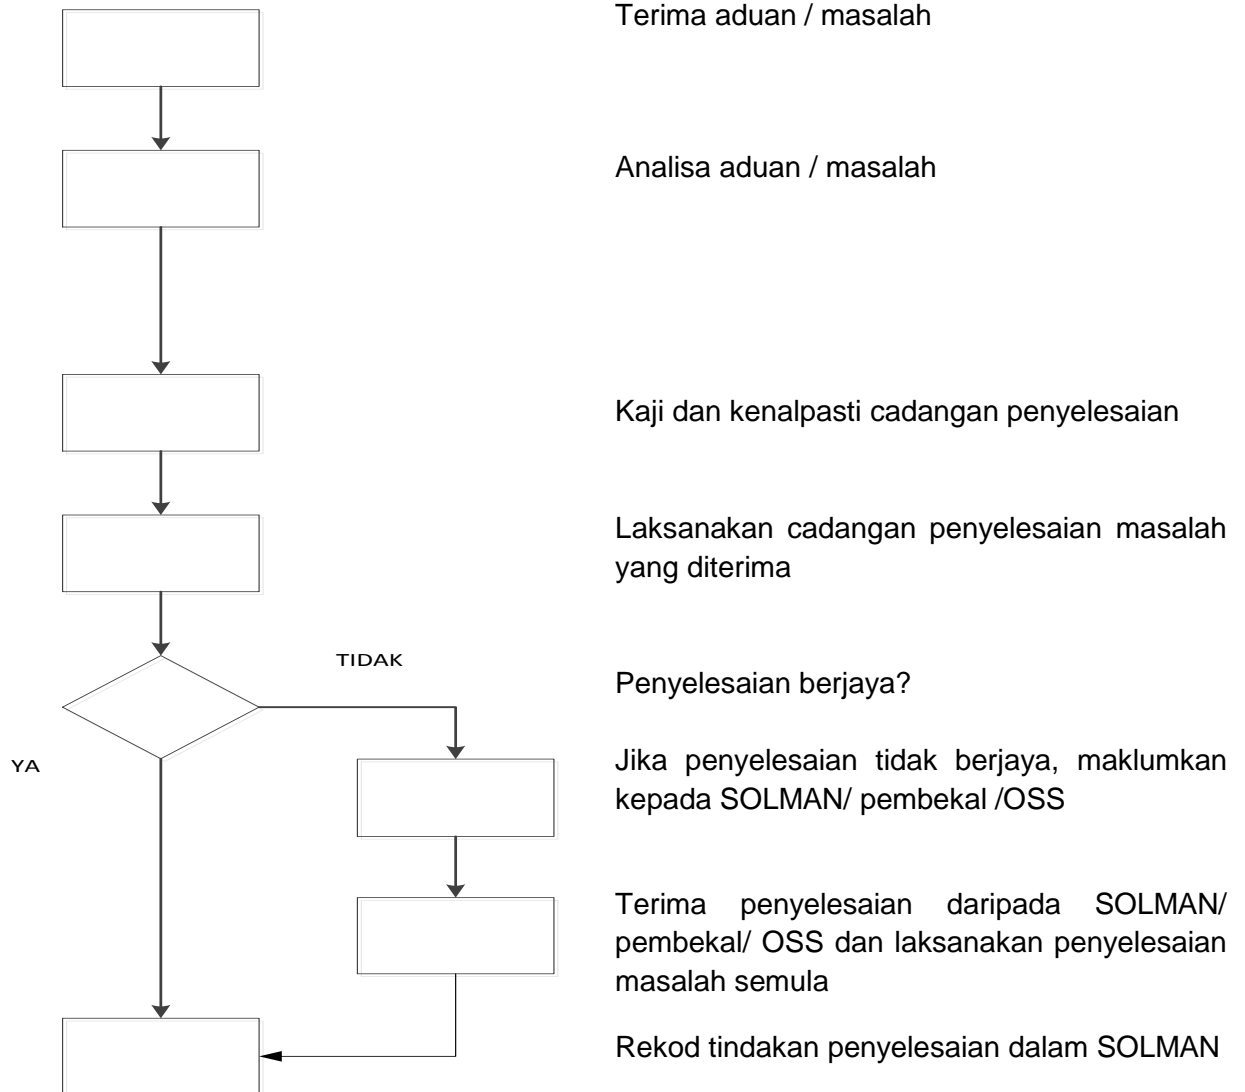 Terima aduan / masalah
Analisa aduan / masalah
Kaji dan kenalpasti cadangan penyelesaian
Laksanakan cadangan penyelesaian masalah
yang diterima
TIDAK
Penyelesaian berjaya?
YA
Jika penyelesaian tidak berjaya, maklumkan
kepada SOLMAN/ pembekal /OSS
Terima penyelesaian daripada SOLMAN/
pembekal/ OSS dan laksanakan penyelesaian
masalah semula
Rekod tindakan penyelesaian dalam SOLMAN